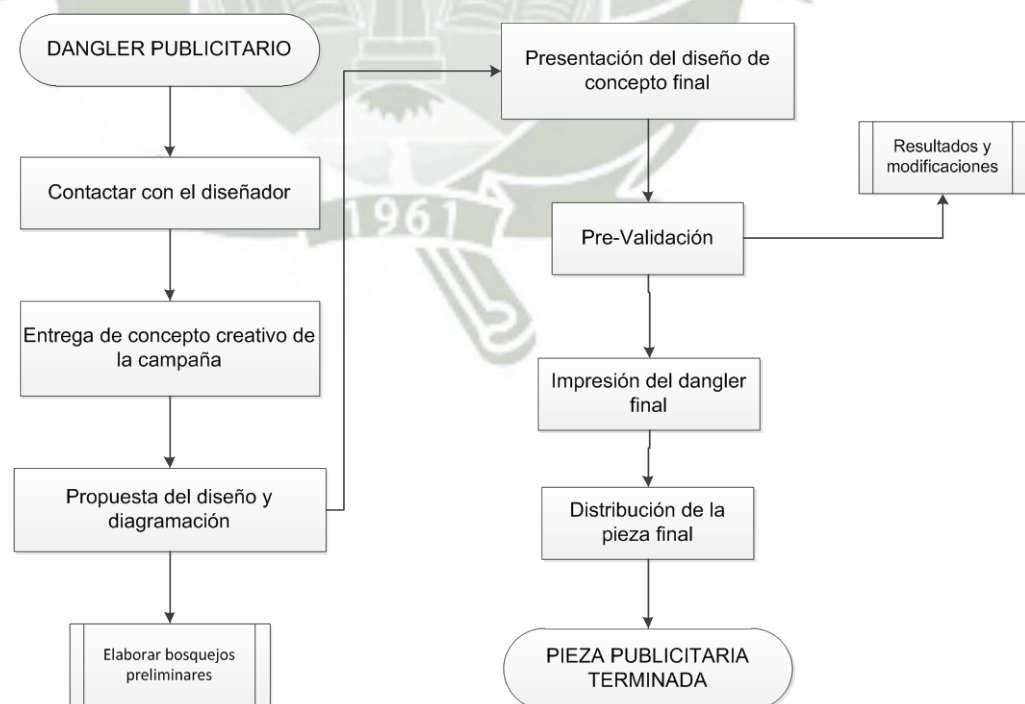 DANGLER PUBLICITARIO
Contactar con el diseñador
Entrega de concepto creativo de
la campaña
Propuesta del diseño y
diagramación
Elaborar bosquejos
preliminares
Presentación del diseño de
concepto final
Pre-Validación
Resultados y
modificaciones
Impresión del dangler
final
Distribución de la
pieza final
PIEZA PUBLICITARIA
TERMINADA
1961